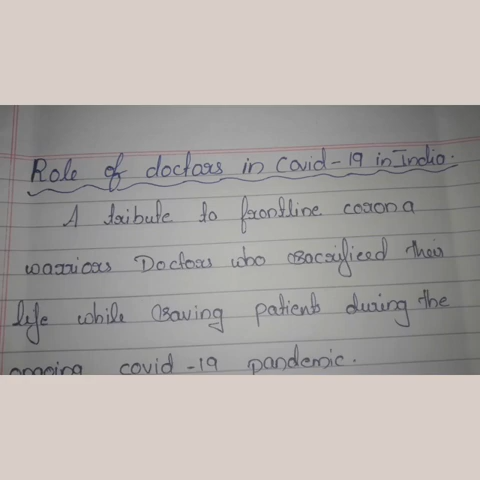 Role of doctors in Covid-19 in India.
A tribute to frontline corona
warriors Doctors who sacrificed their
life while saving patients during the
ongoing covid-19 pandemic.